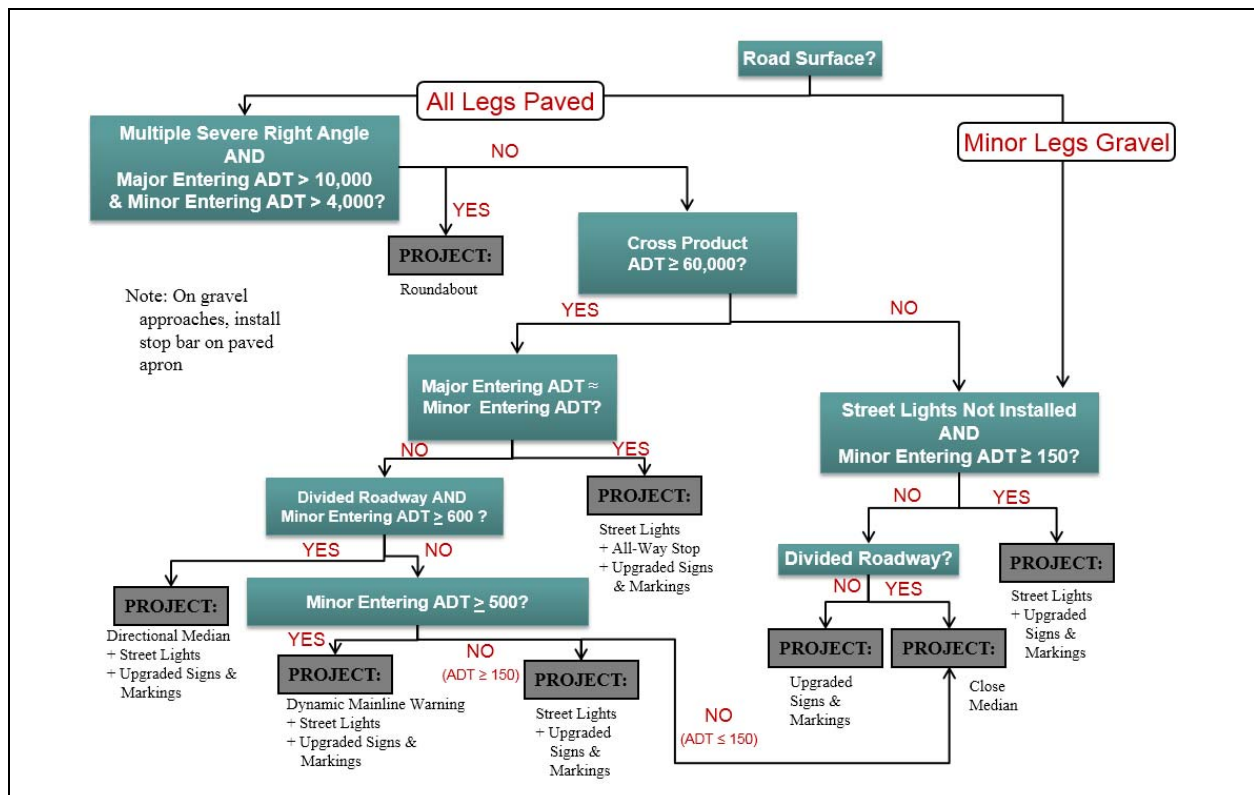 Road Surface?
All Legs Paved
Minor Legs Gravel
Multiple Severe Right Angle
AND
Major Entering ADT > 10,000
& Minor Entering ADT > 4,000?
NO
YES
PROJECT:
Roundabout
Cross Product
ADT ≥ 60,000?
Note: On gravel
approaches, install
stop bar on paved
apron
YES
NO
Major Entering ADT ≈
Minor Entering ADT?
Street Lights Not Installed
AND
Minor Entering ADT ≥ 150?
NO
YES
Divided Roadway AND
Minor Entering ADT ≥ 600 ?
PROJECT:
Street Lights
+ All-Way Stop
+ Upgraded Signs
& Markings
NO
YES
Divided Roadway?
PROJECT:
Street Lights
+ Upgraded
Signs &
Markings
YES
NO
PROJECT:
Directional Median
+ Street Lights
+ Upgraded Signs &
Markings
Minor Entering ADT ≥ 500?
NO
YES
PROJECT:
Upgraded
Signs &
Markings
PROJECT:
Close
Median
YES
PROJECT:
Dynamic Mainline Warning
+ Street Lights
+ Upgraded Signs &
Markings
NO
(ADT ≥ 150)
PROJECT:
Street Lights
+ Upgraded
Signs &
Markings
NO
(ADT ≤ 150)